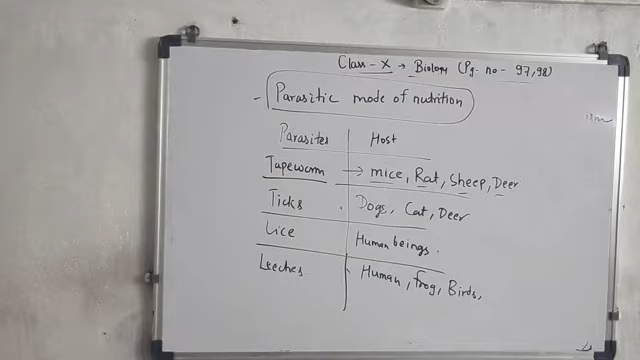 Class-X → Biology (Pg. no - 97,98)
- Parasitic mode of nutrition
Parasites Host
Tapeworm → mice, Rat, Sheep, Deer
Ticks Dogs, Cat, Deer
Lice Human beings.
Leeches. Human, frog, Birds,